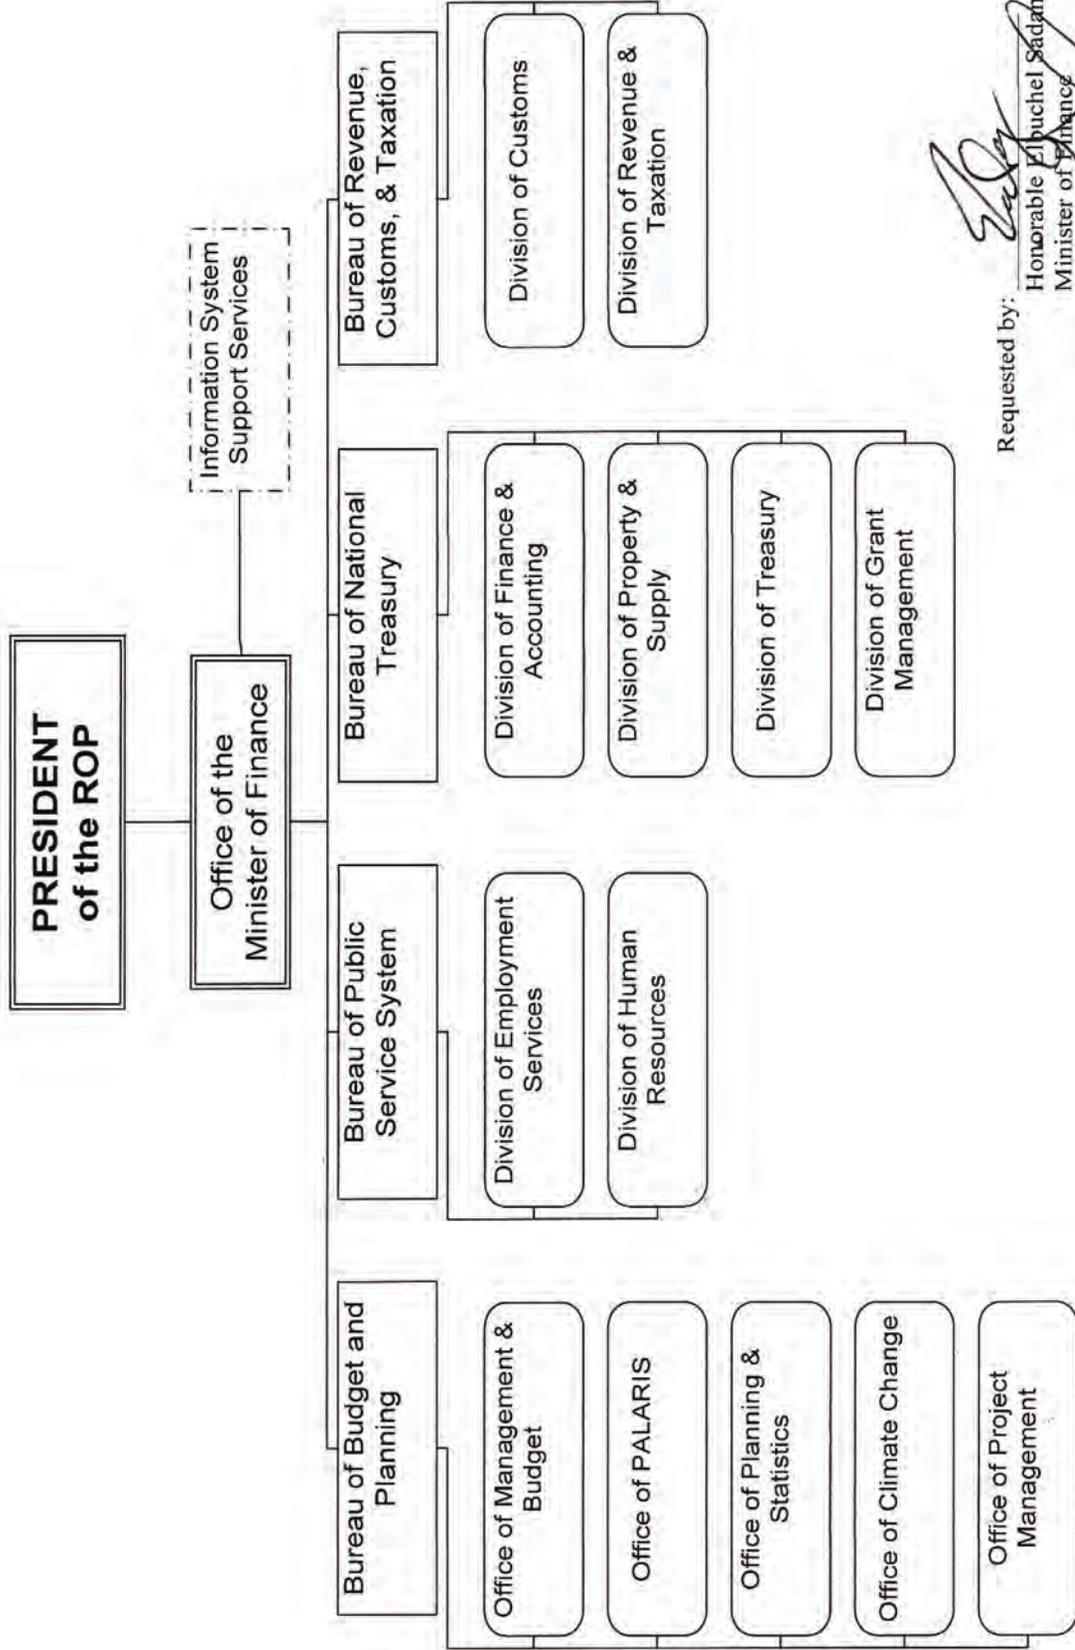 PRESIDENT
of the ROP
Office of the
Minister of Finance
Information System
Support Services
Bureau of Budget and
Planning
Office of Management &
Budget
Office of PALARIS
Office of Planning &
Statistics
Office of Climate Change
Office of Project
Management
Bureau of Public
Service System
Division of Employment
Services
Division of Human
Resources
Bureau of National
Treasury
Division of Finance &
Accounting
Division of Property &
Supply
Division of Treasury
Division of Grant
Management
Bureau of Revenue,
Customs, & Taxation
Division of Customs
Division of Revenue &
Taxation
Requested by:
Honorable Elbuchel Sadan
Minister of Finance